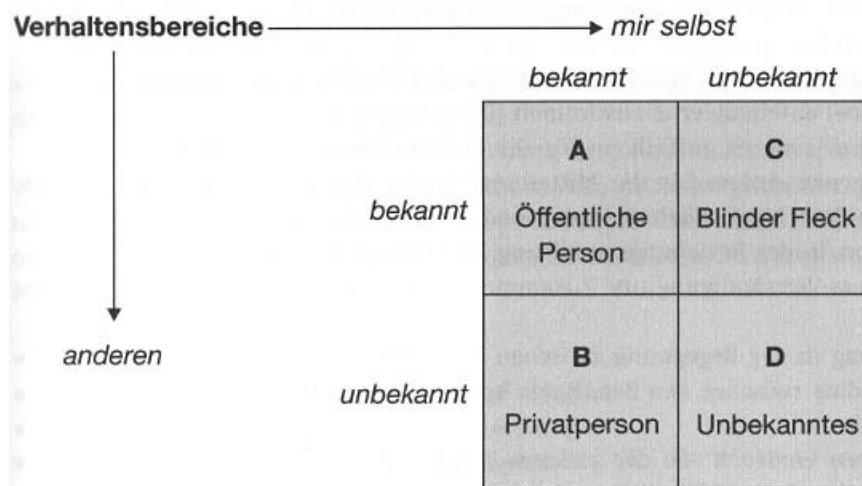 Verhaltensbereiche mir selbst
bekannt unbekannt
A C
bekannt Öffentliche Blinder Fleck
Person
anderen B D
unbekannt Privatperson Unbekanntes